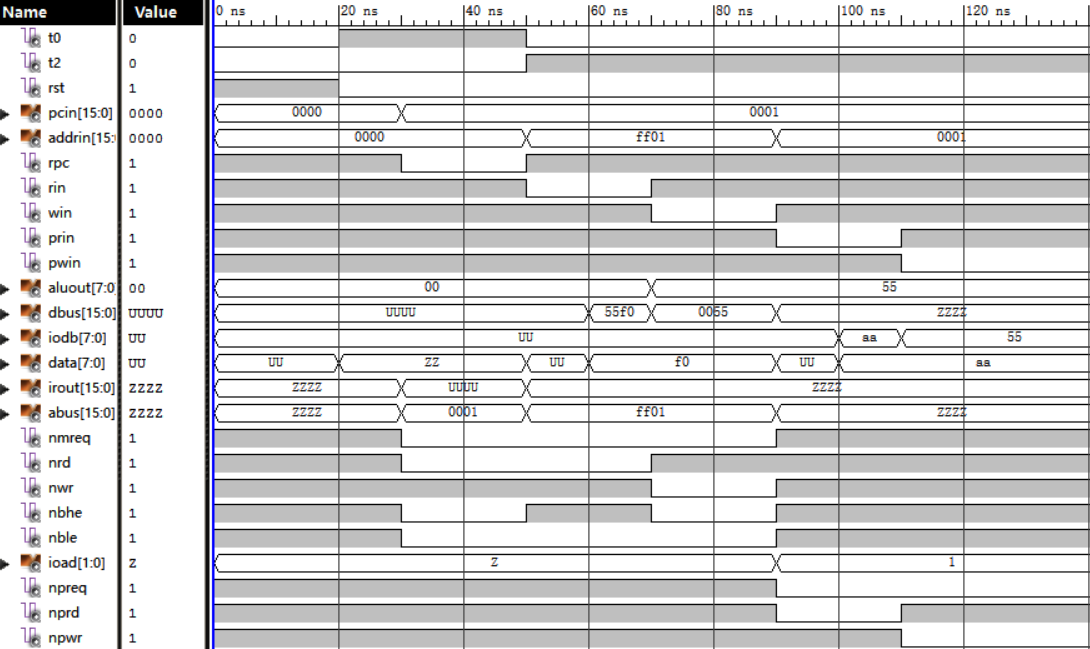 Name Value 0 ns 20 ns 40 ns 60 ns 80 ns 100 ns 120 ns
t0 0
t2 0
rst 1
pcin[15:0] 0000 0000 0001
addrin[15: 0000 0000 ff01 0001
rpc 1
rin 1
win 1
prin 1
pwin 1
aluout[7:0 00 00 55
dbus[15:0] UUUU UUUU 55f0 0055 ZZZZ
iodb[7:0] UU UU aa 55
data[7:0] UU UU ZZ UU f0 UU aa
irout[15:0] ZZZZ ZZZZ UUUU ZZZZ
abus[15:0] ZZZZ ZZZZ 0001 ff01 ZZZZ
nmreq 1
nrd 1
nwr 1
nbhe 1
nble 1
ioad[1:0] Z Z 1
npreq 1
nprd 1
npwr 1